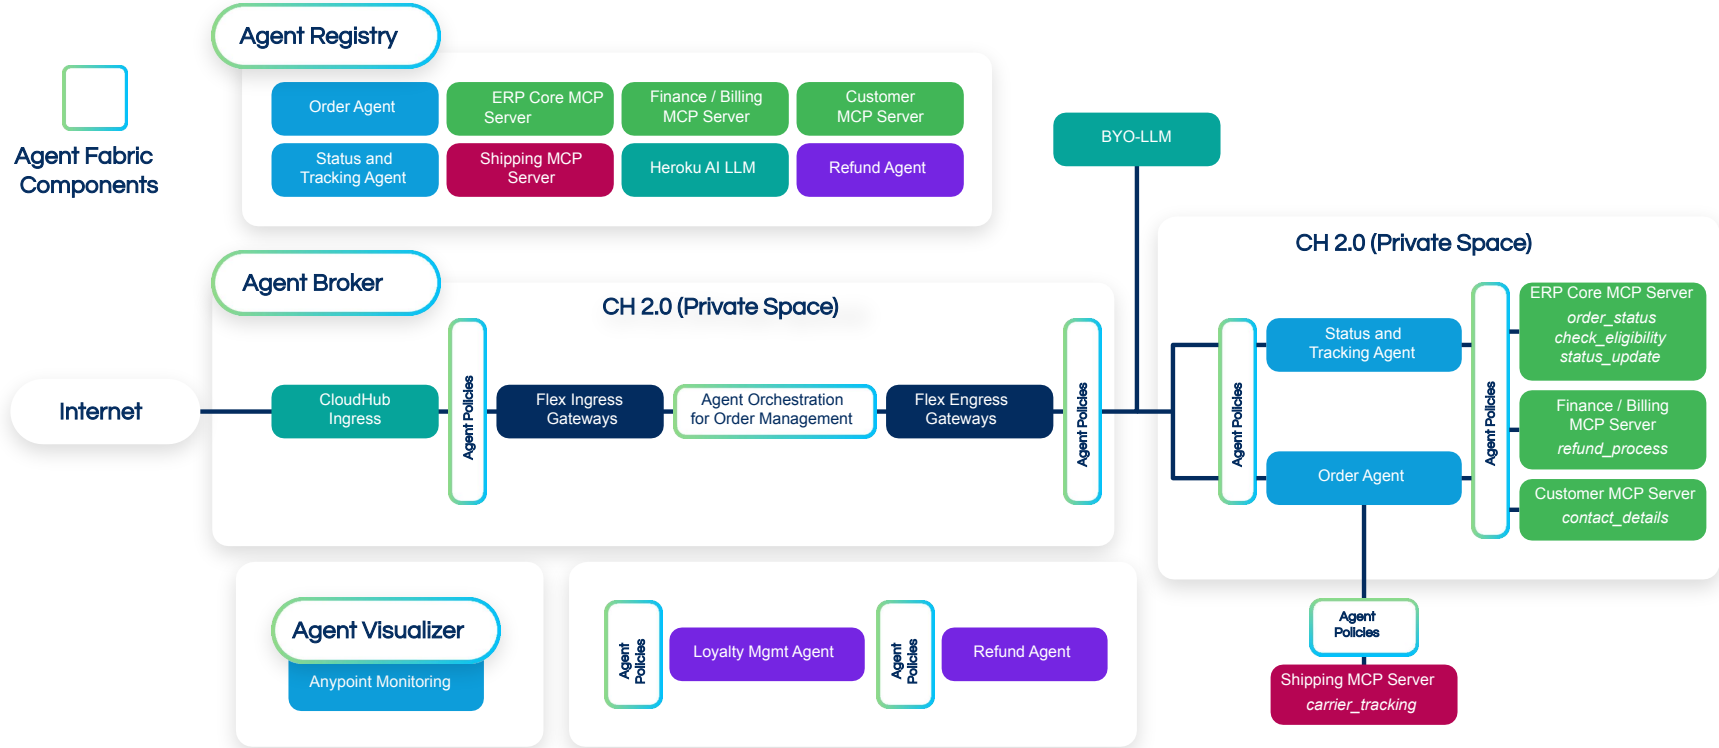 Agent Registry
Agent Fabric
Components
Order Agent
ERP Core MCP
Server
Finance / Billing
MCP Server
Customer
MCP Server
Status and
Tracking Agent
Shipping MCP
Server
Heroku AI LLM
Refund Agent
BYO-LLM
Agent Broker
CH 2.0 (Private Space)
Internet
CloudHub
Ingress
Agent Policies
Flex Ingress
Gateways
Agent Orchestration
for Order Management
Flex Engress
Gateways
Agent Policies
CH 2.0 (Private Space)
Agent Policies
Status and
Tracking Agent
Order Agent
Agent Policies
ERP Core MCP Server
order_status
check_eligibility
status_update
Finance / Billing
MCP Server
refund_process
Customer MCP Server
contact_details
Agent
Policies
Shipping MCP Server
carrier_tracking
Agent Visualizer
Anypoint Monitoring
Agent
Policies
Loyalty Mgmt Agent
Agent
Policies
Refund Agent